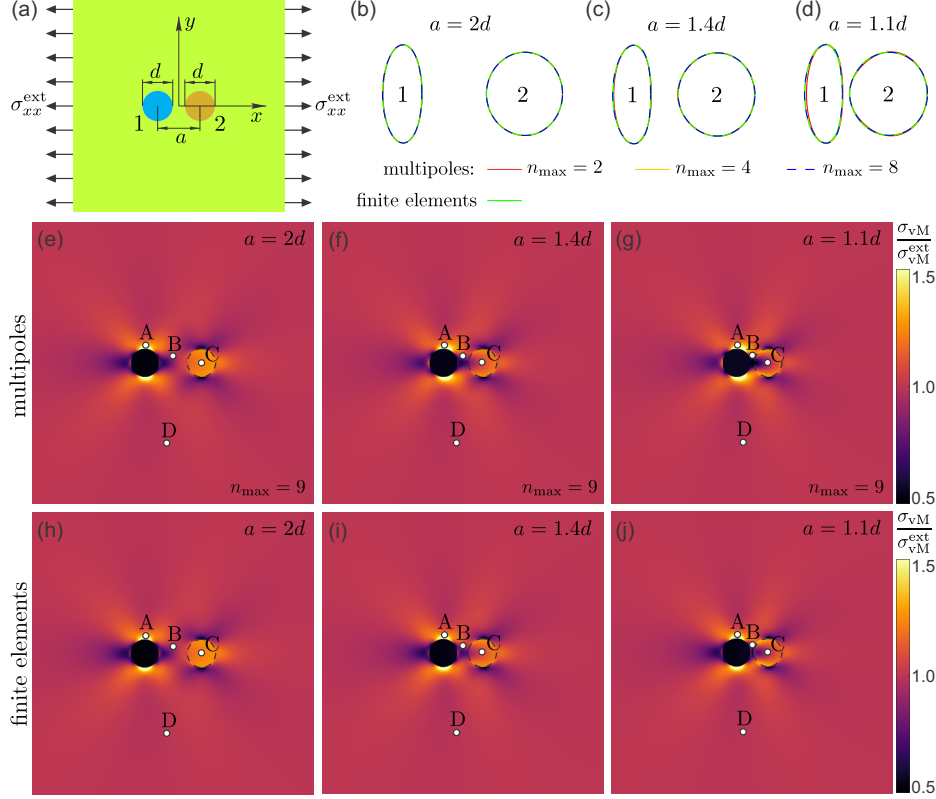 (a)
y
d d
σ_xx^ext σ_xx^ext
1 2 x
a
(b) a = 2d
1 2
(c) a = 1.4d
1 2
(d) a = 1.1d
1 2
multipoles: n_max = 2 n_max = 4 n_max = 8
finite elements
multipoles
(e) a = 2d
A
B
C
D
n_max = 9
(f) a = 1.4d
A
B
C
D
n_max = 9
(g) a = 1.1d
A
B
C
D
n_max = 9
σ_vM
σ_vM^ext
1.5
1.0
0.5
finite elements
(h) a = 2d
A
B
C
D
(i) a = 1.4d
A
B
C
D
(j) a = 1.1d
A
B
C
D
σ_vM
σ_vM^ext
1.5
1.0
0.5